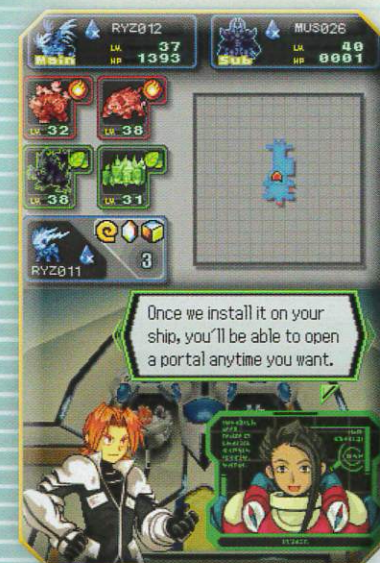 RYZ012
LV. 37
HP 1393
Main
MUS026
LV. 40
HP 0001
Sub
LV. 32
LV. 38
LV. 38
LV. 31
RYZ011
3
Once we install it on your
ship, you'll be able to open
a portal anytime you want.